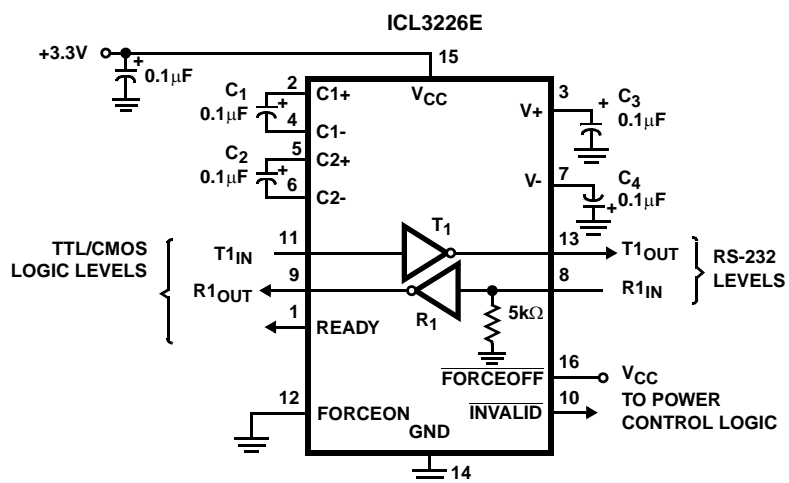 ICL3226E
+3.3V
+
0.1μF
15
VCC
C1
0.1μF
+
2
C1+
4
C1-
C2
0.1μF
+
5
C2+
6
C2-
3
V+
+
C3
0.1μF
7
V-
C4
0.1μF
+
TTL/CMOS
LOGIC LEVELS
T1IN
11
T1
13
T1OUT
RS-232
LEVELS
R1OUT
9
R1
5kΩ
8
R1IN
1
READY
FORCEOFF
16
VCC
TO POWER
CONTROL LOGIC
12
FORCEON
INVALID
10
GND
14